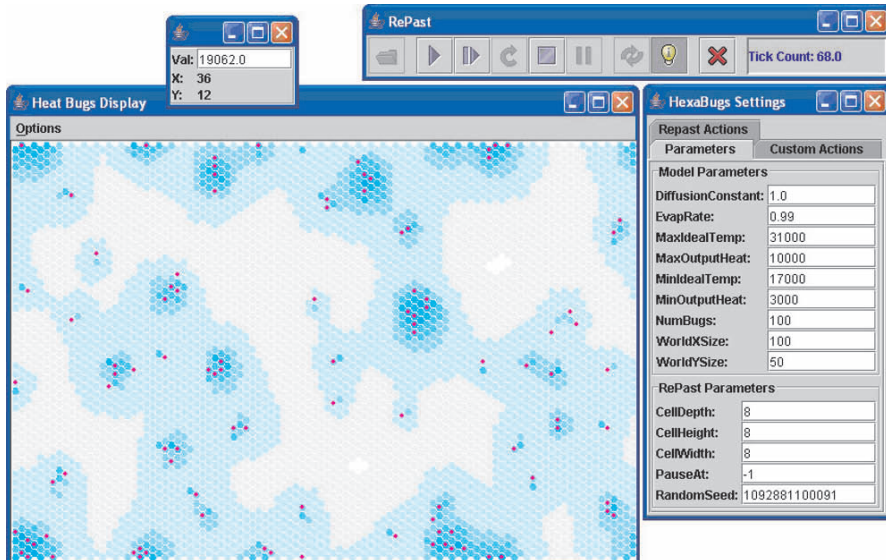 RePast
Tick Count: 68.0
Val: 19062.0
X: 36
Y: 12
Heat Bugs Display
Options
HexaBugs Settings
Repast Actions
Parameters Custom Actions
Model Parameters
DiffusionConstant: 1.0
EvapRate: 0.99
MaxIdealTemp: 31000
MaxOutputHeat: 10000
MinIdealTemp: 17000
MinOutputHeat: 3000
NumBugs: 100
WorldXSize: 100
WorldYSize: 50
RePast Parameters
CellDepth: 8
CellHeight: 8
CellWidth: 8
PauseAt: -1
RandomSeed: 1092881100091